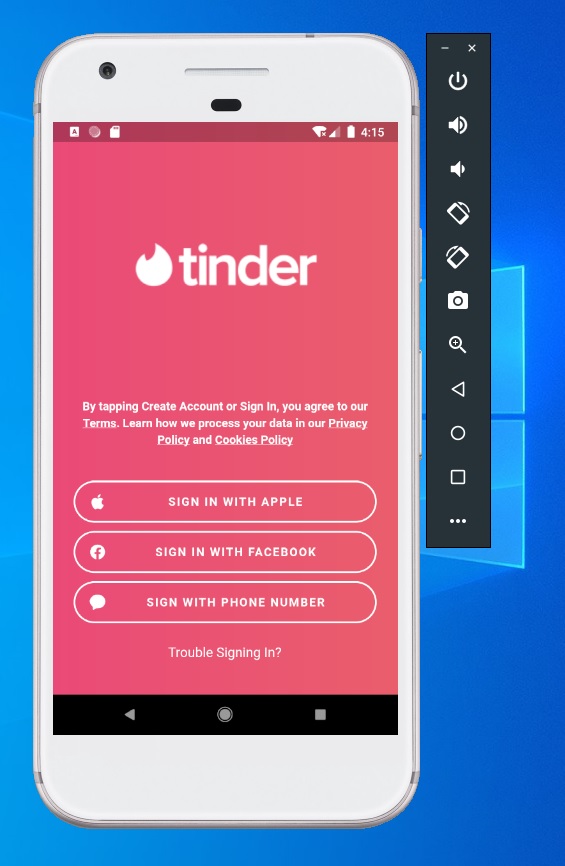 A
4:15
tinder
By tapping Create Account or Sign In, you agree to our
Terms. Learn how we process your data in our Privacy
Policy and Cookies Policy
SIGN IN WITH APPLE
SIGN IN WITH FACEBOOK
SIGN WITH PHONE NUMBER
Trouble Signing In?